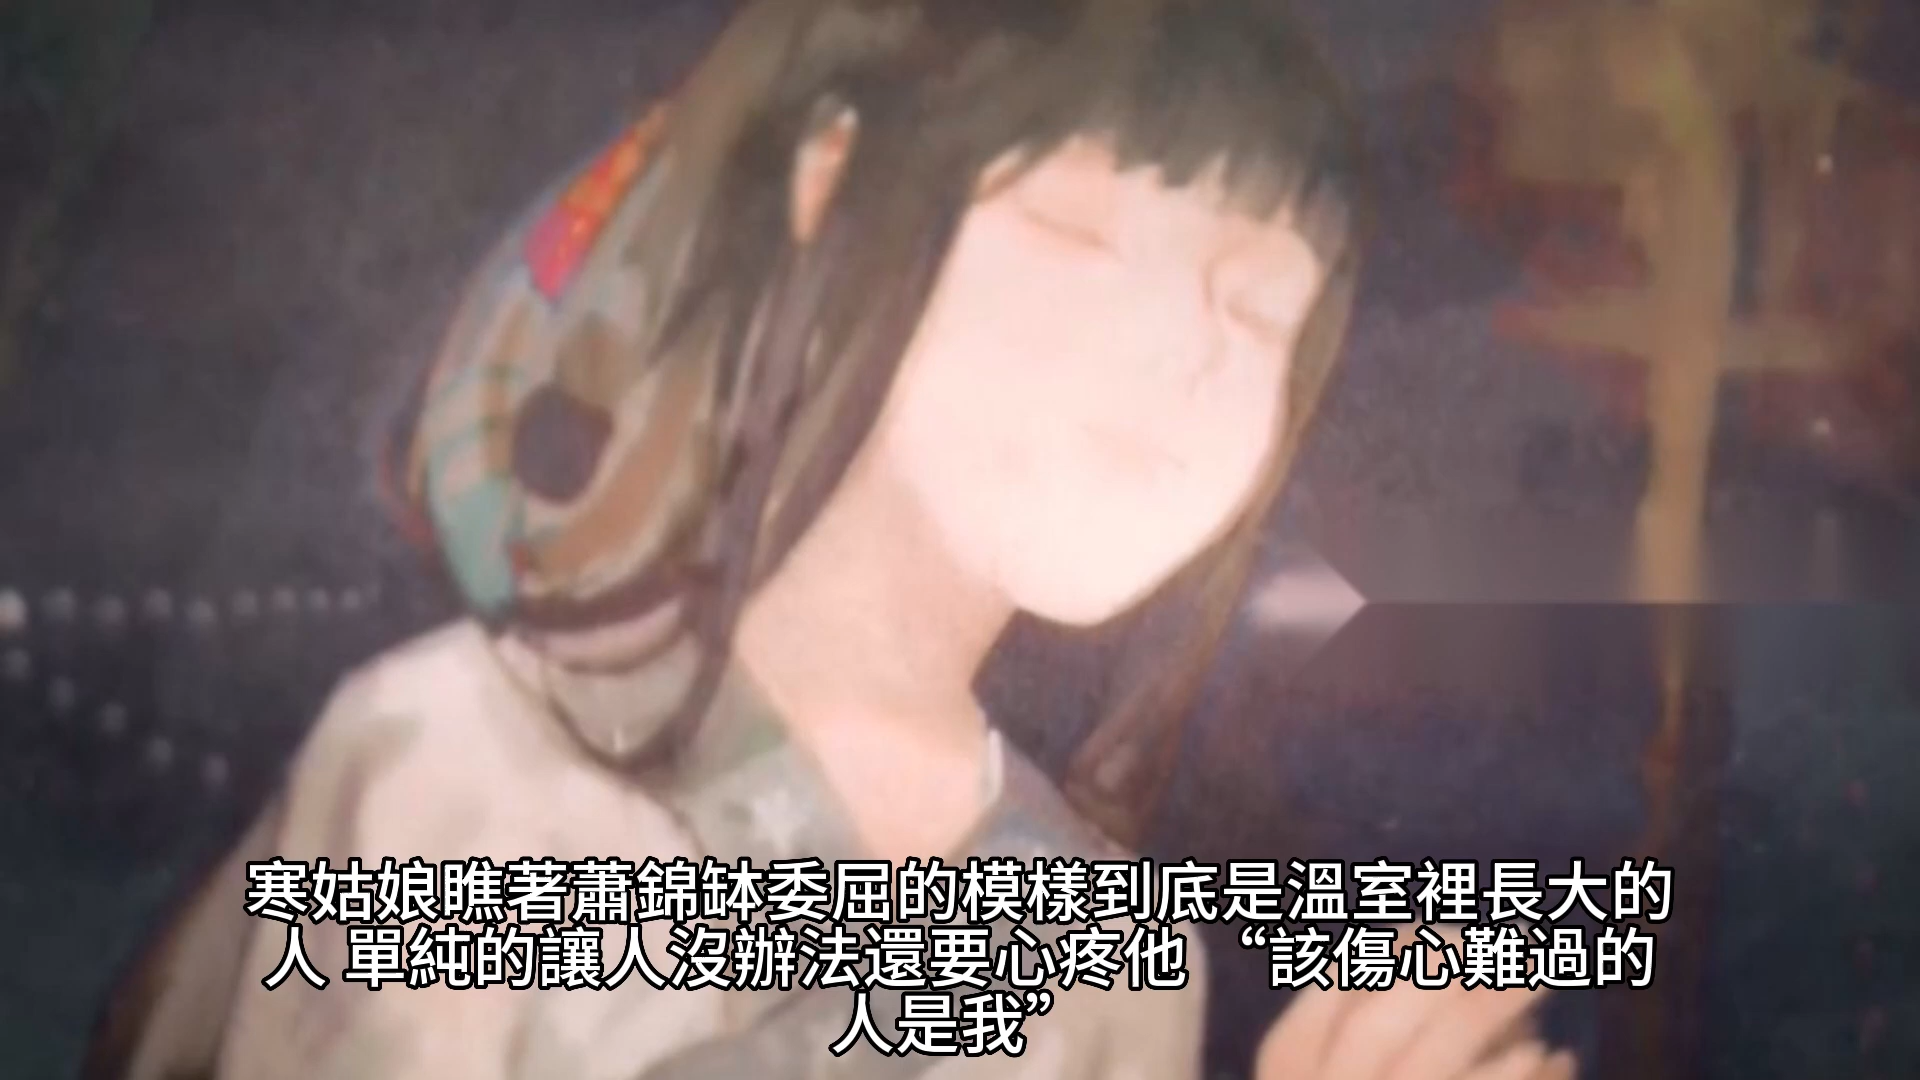 寒姑娘瞧著蕭錦缽委屈的模樣到底是溫室裡長大的
人 單純的讓人沒辦法還要心疼他 “該傷心難過的
人是我”